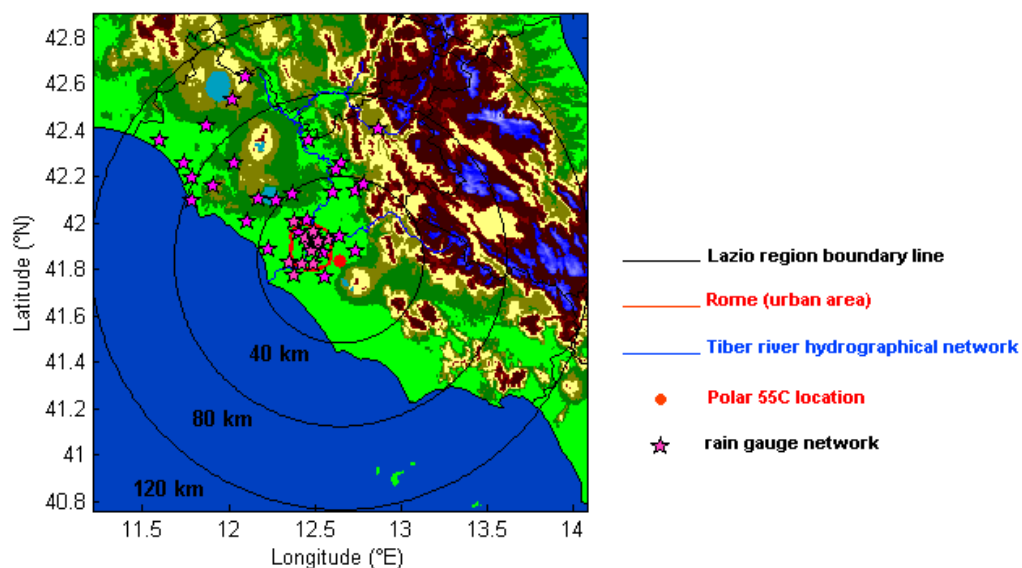 42.8
42.6
42.4
42.2
42
41.8
41.6
41.4
41.2
41
40.8
Latitude (°N)
40 km
80 km
120 km
11.5 12 12.5 13 13.5 14
Longitude (°E)
Lazio region boundary line
Rome (urban area)
Tiber river hydrographical network
Polar 55C location
rain gauge network